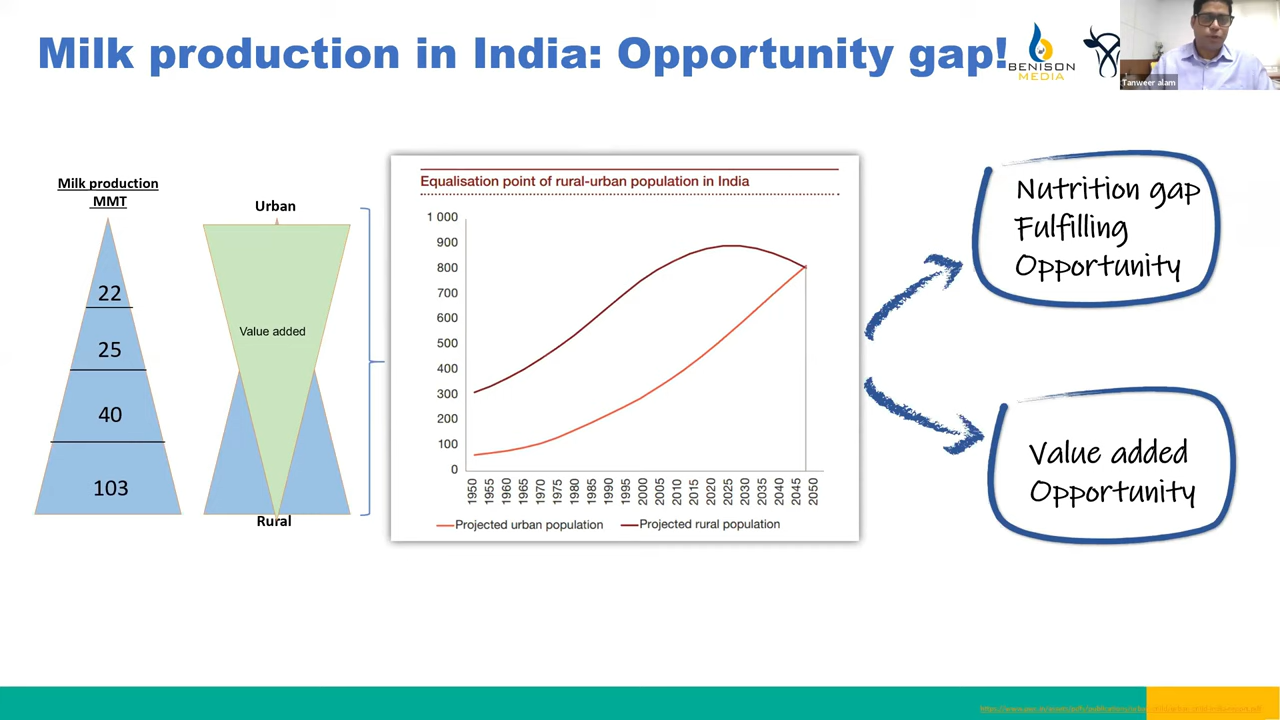 Milk production in India: Opportunity gap!
BENISON
MEDIA
Tanweer alam
Milk production
MMT
22
25
40
103
Urban
Value added
Rural
Equalisation point of rural-urban population in India
1 000
900
800
700
600
500
400
300
200
100
0
1950
1955
1960
1965
1970
1975
1980
1985
1990
1995
2000
2005
2010
2015
2020
2025
2030
2035
2040
2045
2050
Projected urban population
Projected rural population
Nutrition gap
Fulfilling
Opportunity
Value added
Opportunity